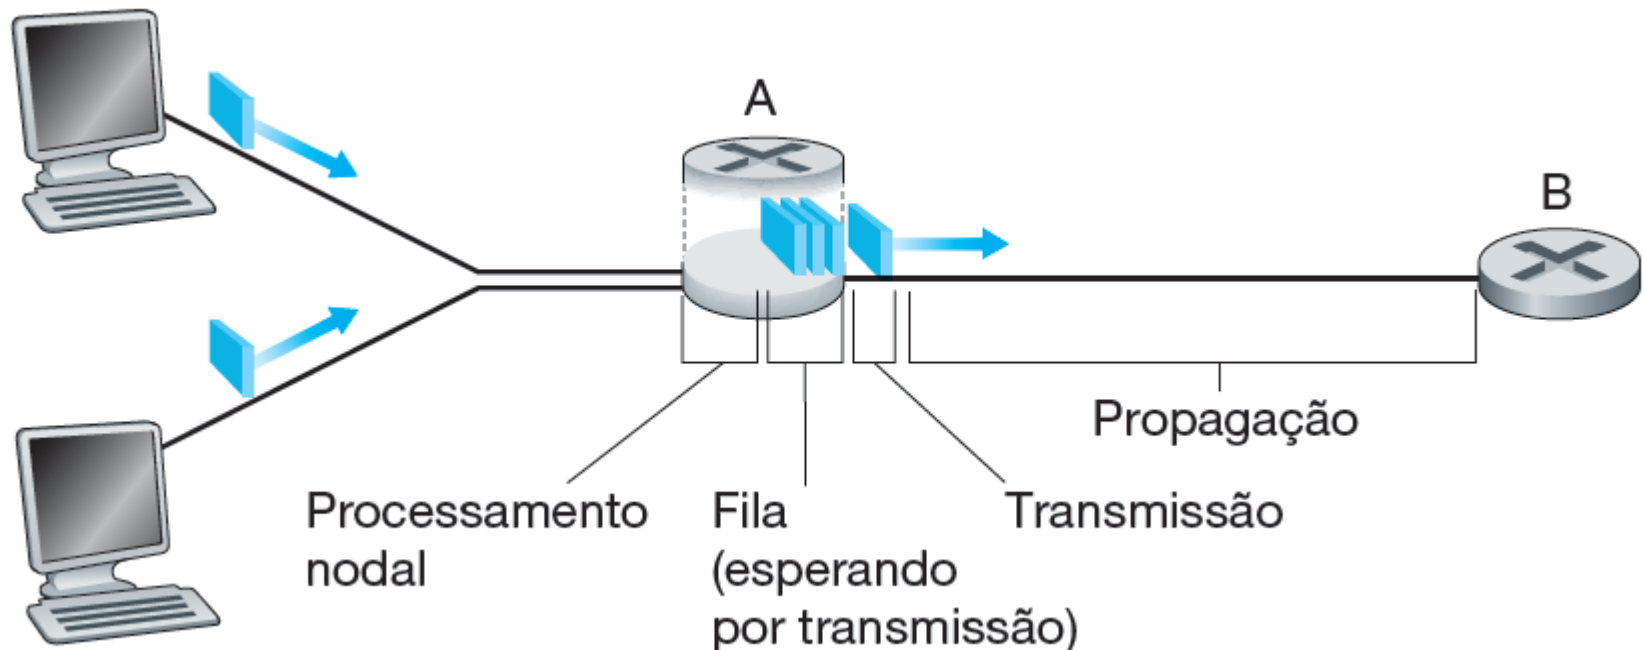 A
B
Propagação
Processamento
nodal
Fila
(esperando
por transmissão)
Transmissão